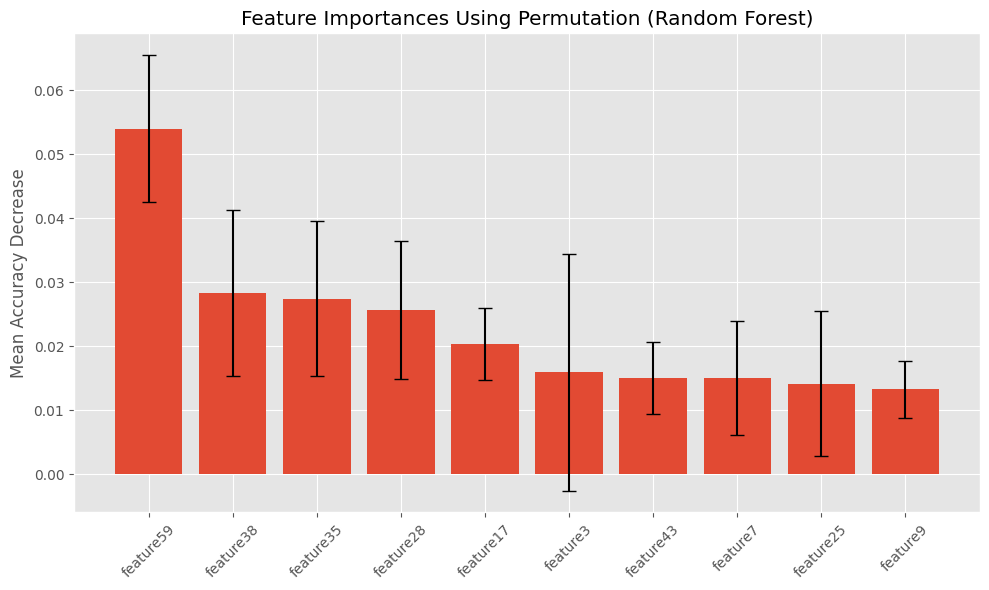 Feature Importances Using Permutation (Random Forest)
Mean Accuracy Decrease
0.06
0.05
0.04
0.03
0.02
0.01
0.00
feature59
feature38
feature35
feature28
feature17
feature3
feature43
feature7
feature25
feature9